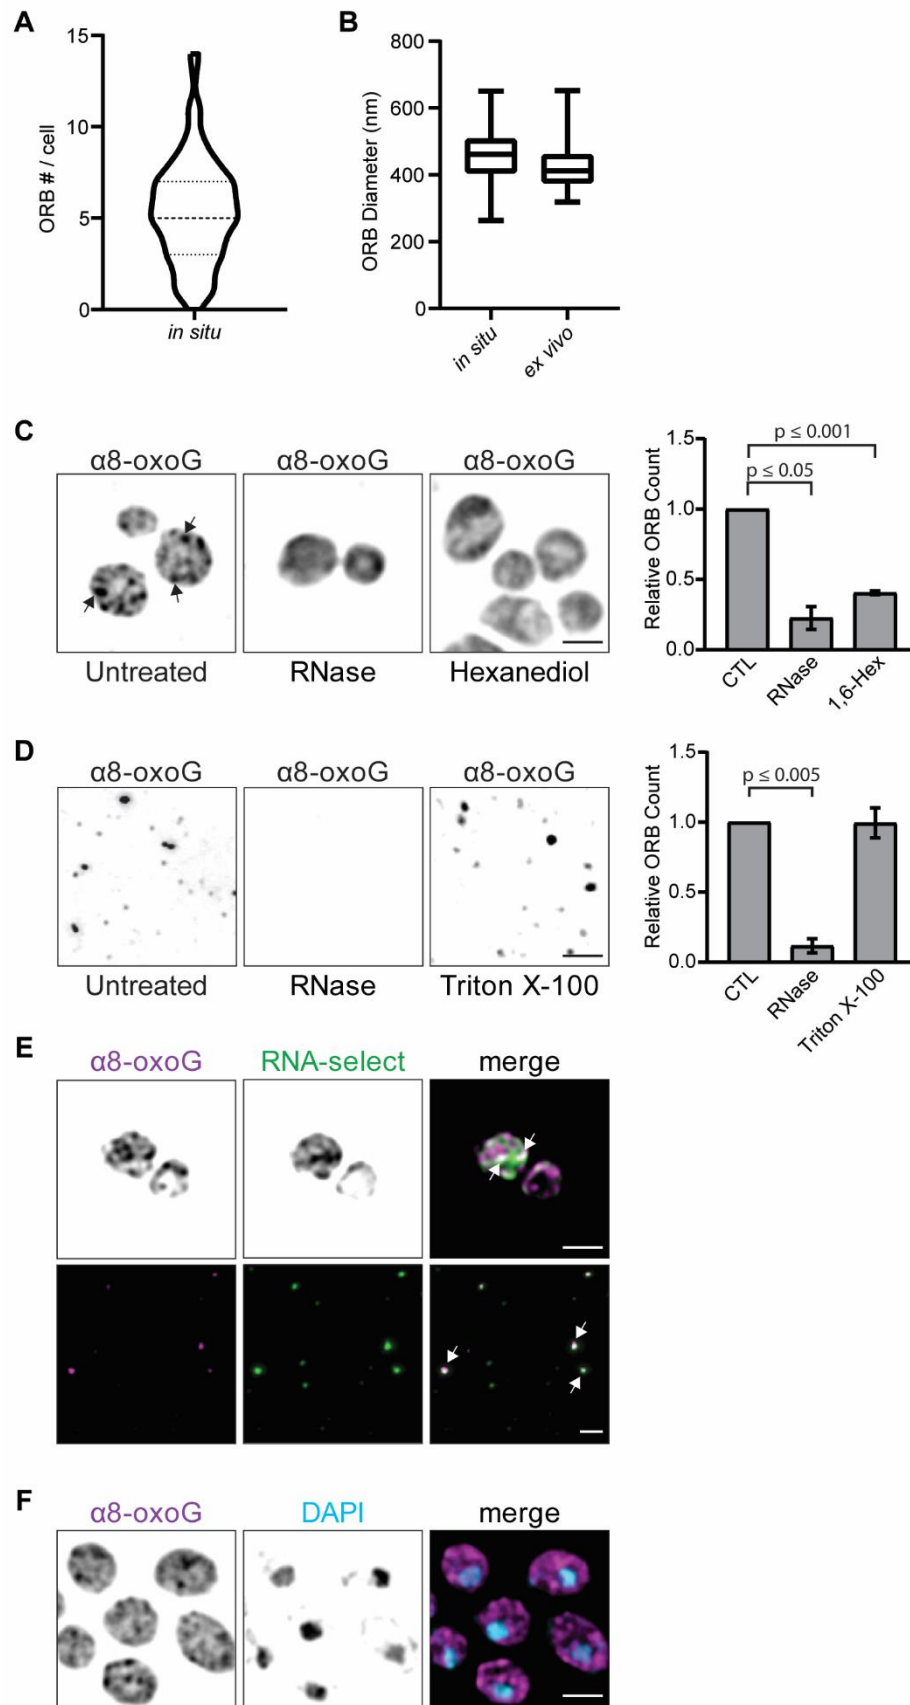 A
15
10
5
0
ORB # / cell
in situ
B
800
600
400
200
0
ORB Diameter (nm)
in situ
ex vivo
C
α8-oxoG
α8-oxoG
α8-oxoG
Untreated
RNase
Hexanediol
1.5
1.0
0.5
0.0
Relative ORB Count
p ≤ 0.001
p ≤ 0.05
CTL
RNase
1,6-Hex
D
α8-oxoG
α8-oxoG
α8-oxoG
Untreated
RNase
Triton X-100
1.5
1.0
0.5
0.0
Relative ORB Count
p ≤ 0.005
CTL
RNase
Triton X-100
E
α8-oxoG
RNA-select
merge
F
α8-oxoG
DAPI
merge